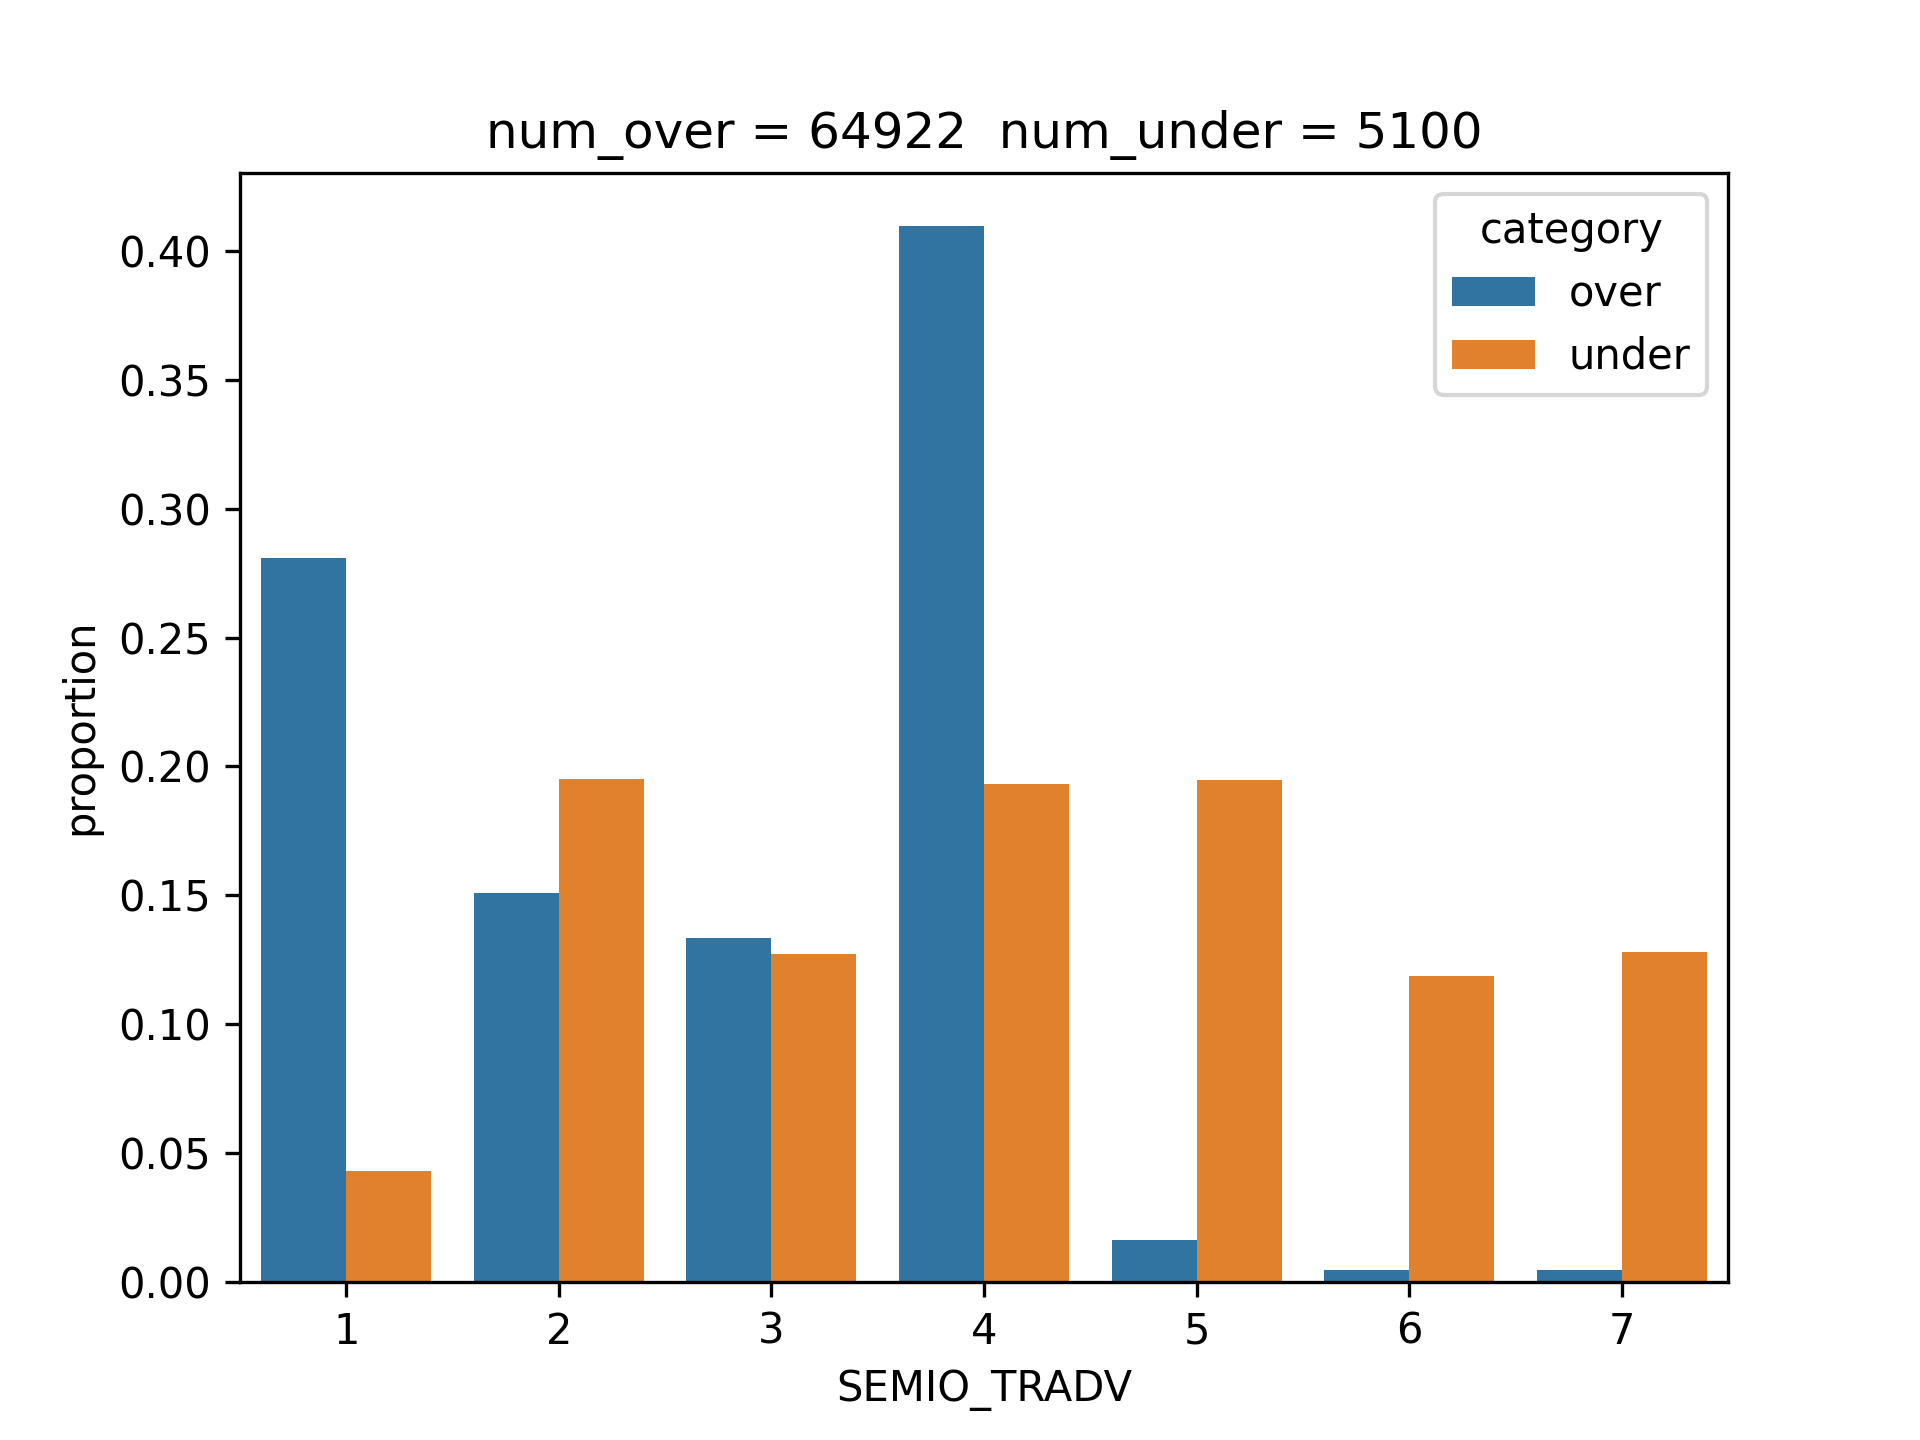 num_over = 64922  num_under = 5100
category
over
under
0.40
0.35
0.30
0.25
0.20
0.15
0.10
0.05
0.00
proportion
1 2 3 4 5 6 7
SEMIO_TRADV